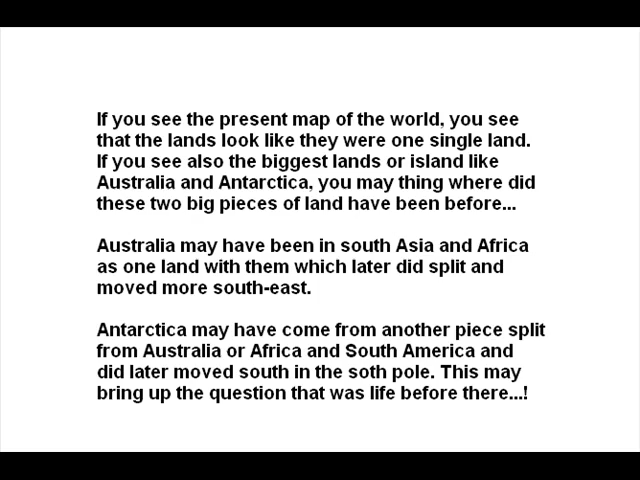 If you see the present map of the world, you see
that the lands look like they were one single land.
If you see also the biggest lands or island like
Australia and Antarctica, you may thing where did
these two big pieces of land have been before...
Australia may have been in south Asia and Africa
as one land with them which later did split and
moved more south-east.
Antarctica may have come from another piece split
from Australia or Africa and South America and
did later moved south in the soth pole. This may
bring up the question that was life before there...!